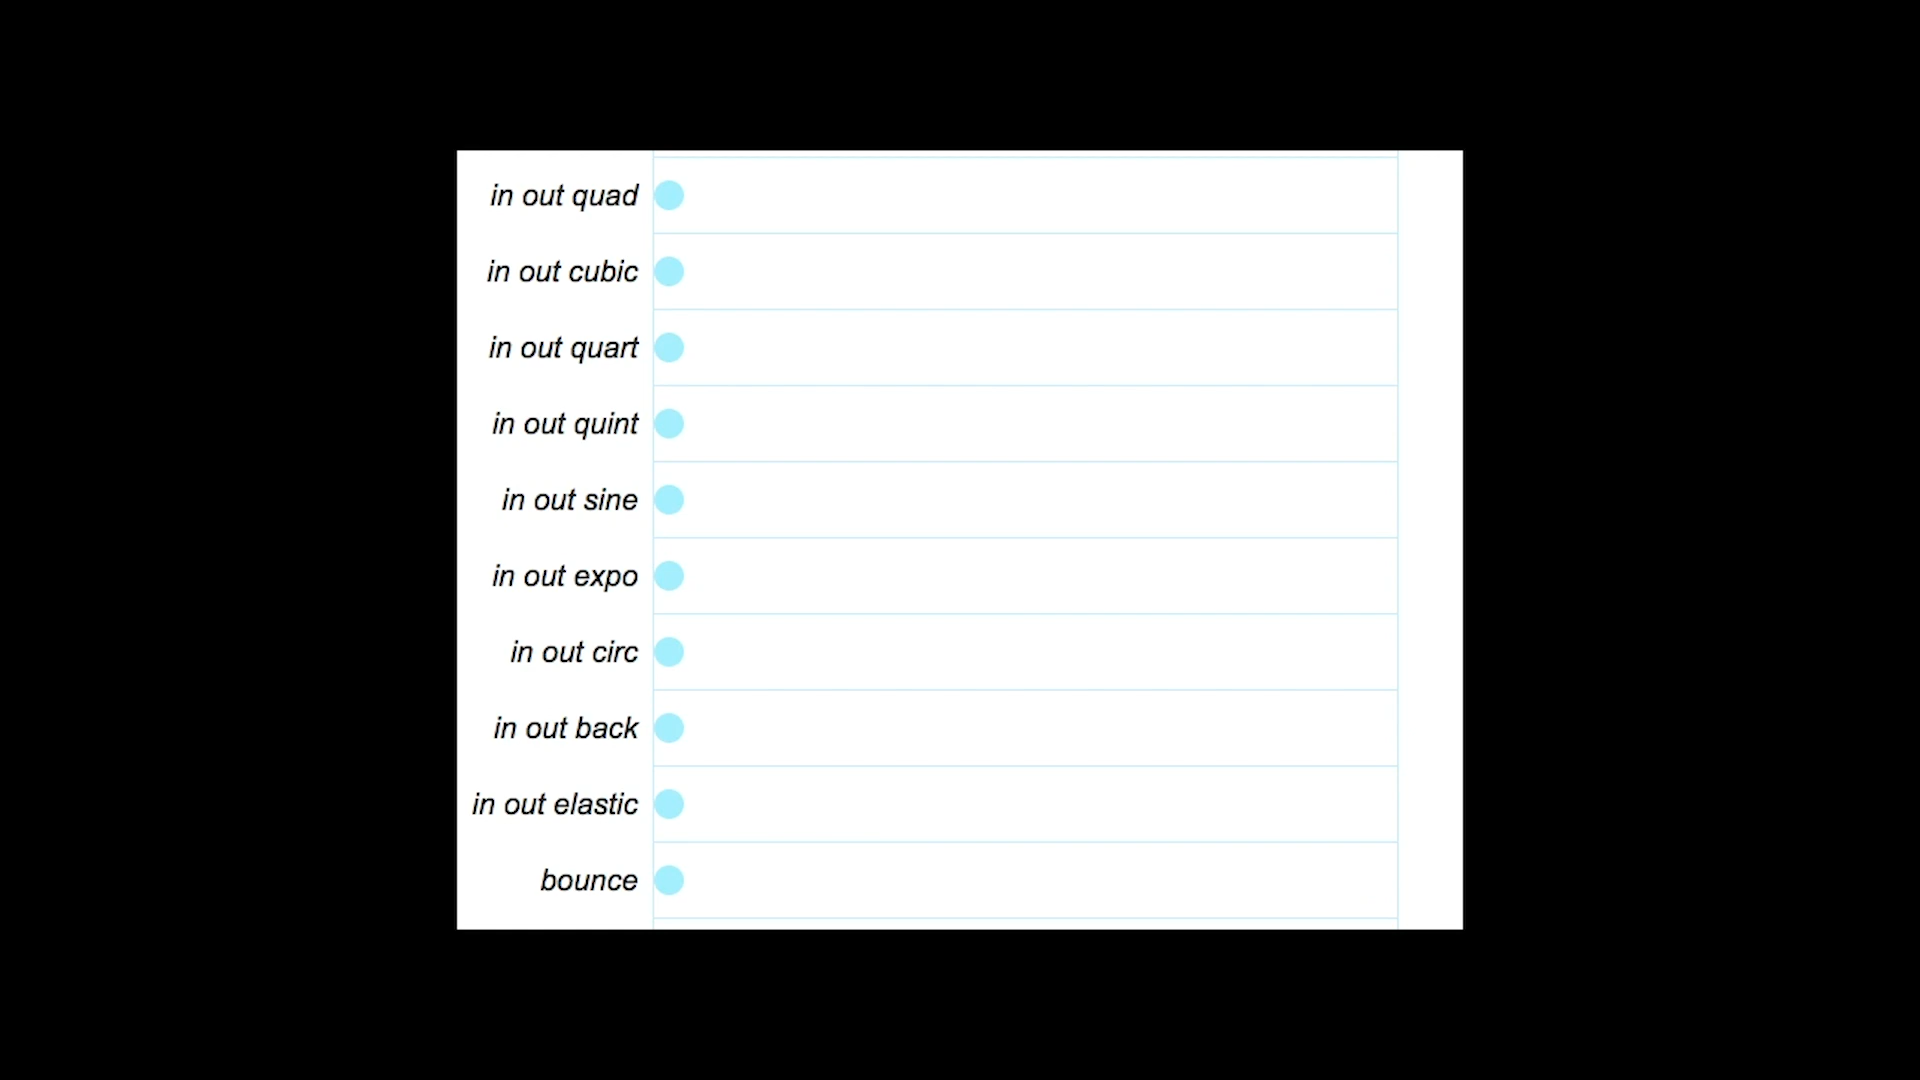 in out quad
in out cubic
in out quart
in out quint
in out sine
in out expo
in out circ
in out back
in out elastic
bounce